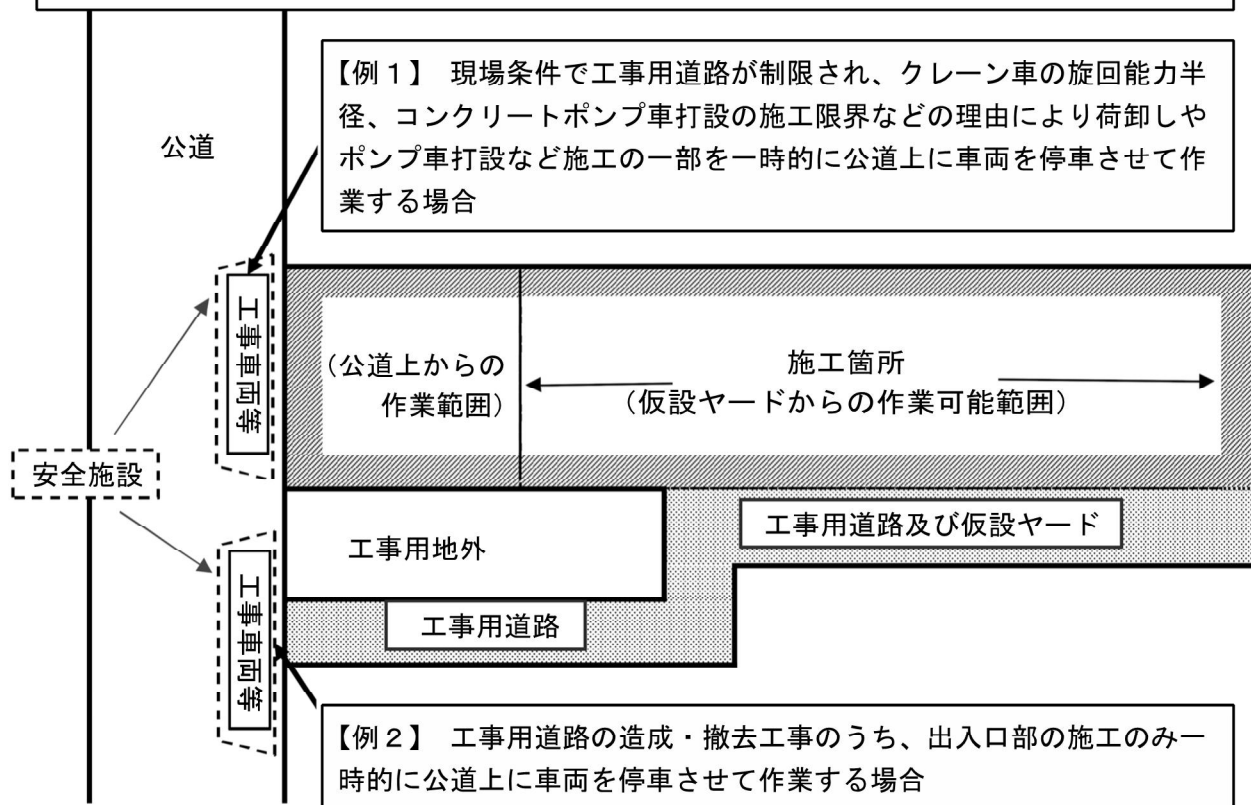 【例1】 現場条件で工事用道路が制限され、クレーン車の旋回能力半
径、コンクリートポンプ車打設の施工限界などの理由により荷卸しや
ポンプ車打設など施工の一部を一時的に公道上に車両を停車させて作
業する場合
公道
工事車両等
(公道上からの
作業範囲)
施工箇所
(仮設ヤードからの作業可能範囲)
安全施設
工事用道路及び仮設ヤード
工事用地外
工事車両等
工事用道路
【例2】 工事用道路の造成・撤去工事のうち、出入口部の施工のみ一
時的に公道上に車両を停車させて作業する場合